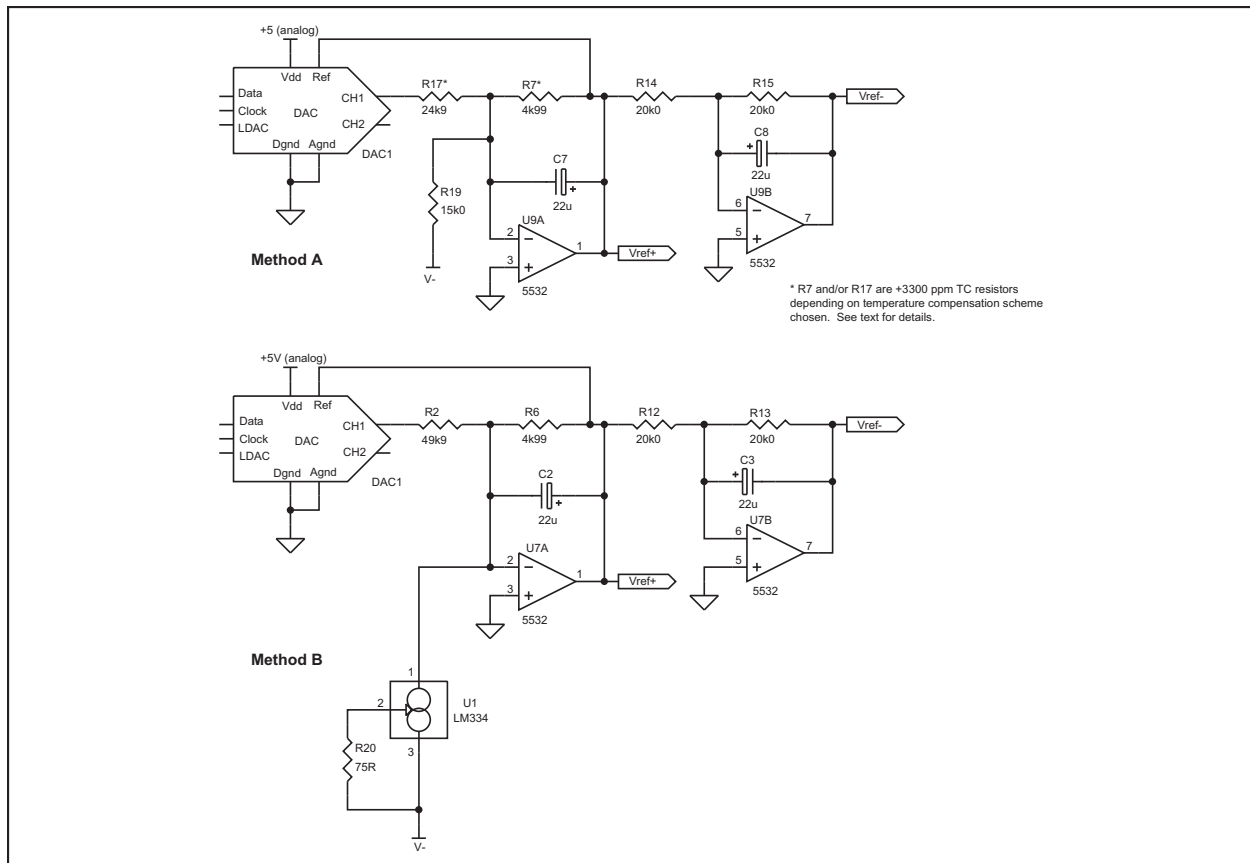 +5 (analog)
Vdd
Ref
Data
Clock
LDAC
DAC
CH1
CH2
Dgnd
Agnd
DAC1
R17*
24k9
R7*
4k99
R14
20k0
R15
20k0
Vref-
R19
15k0
V-
C7
+
22u
U9A
2
−
3
+
1
5532
Vref+
C8
+
22u
U9B
6
−
5
+
7
5532
Method A
* R7 and/or R17 are +3300 ppm TC resistors
depending on temperature compensation scheme
chosen. See text for details.
+5V (analog)
Vdd
Ref
Data
Clock
LDAC
DAC
CH1
CH2
Dgnd
Agnd
DAC1
R2
49k9
R6
4k99
R12
20k0
R13
20k0
Vref-
C2
+
22u
U7A
2
−
3
+
1
5532
Vref+
C3
+
22u
U7B
6
−
5
+
7
5532
Method B
1
2
3
U1
LM334
R20
75R
V-